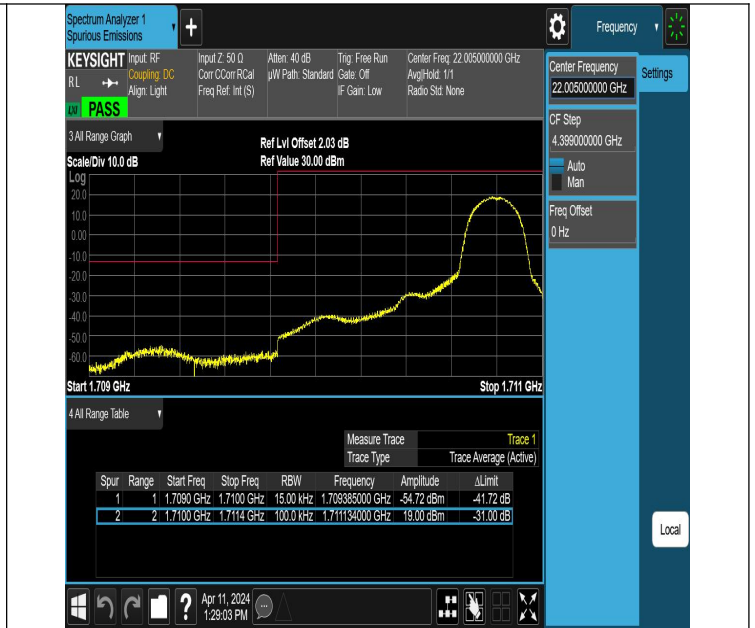 Spectrum Analyzer 1
Spurious Emissions
+
Frequency
KEYSIGHT
RL
Input: RF
Coupling: DC
Align: Light
Input Z: 50 Ω
Corr CCorr RCal
Freq Ref: Int (S)
Atten: 40 dB
µW Path: Standard
Trig: Free Run
Gate: Off
IF Gain: Low
Center Freq: 22.005000000 GHz
Avg|Hold: 1/1
Radio Std: None
LXI PASS
Center Frequency
22.005000000 GHz
Settings
CF Step
4.399000000 GHz
Auto
Man
Freq Offset
0 Hz
3 All Range Graph
Scale/Div 10.0 dB
Ref Lvl Offset 2.03 dB
Ref Value 30.00 dBm
Log
20.0
10.0
0.00
-10.0
-20.0
-30.0
-40.0
-50.0
-60.0
Start 1.709 GHz
Stop 1.711 GHz
4 All Range Table
Measure Trace Trace 1
Trace Type Trace Average (Active)
Spur Range Start Freq Stop Freq RBW Frequency Amplitude ΔLimit
1 1 1.7090 GHz 1.7100 GHz 15.00 kHz 1.709385000 GHz -54.72 dBm -41.72 dB
2 2 1.7100 GHz 1.7114 GHz 100.0 kHz 1.711134000 GHz 19.00 dBm -31.00 dB
Local
?
Apr 11, 2024
1:29:03 PM